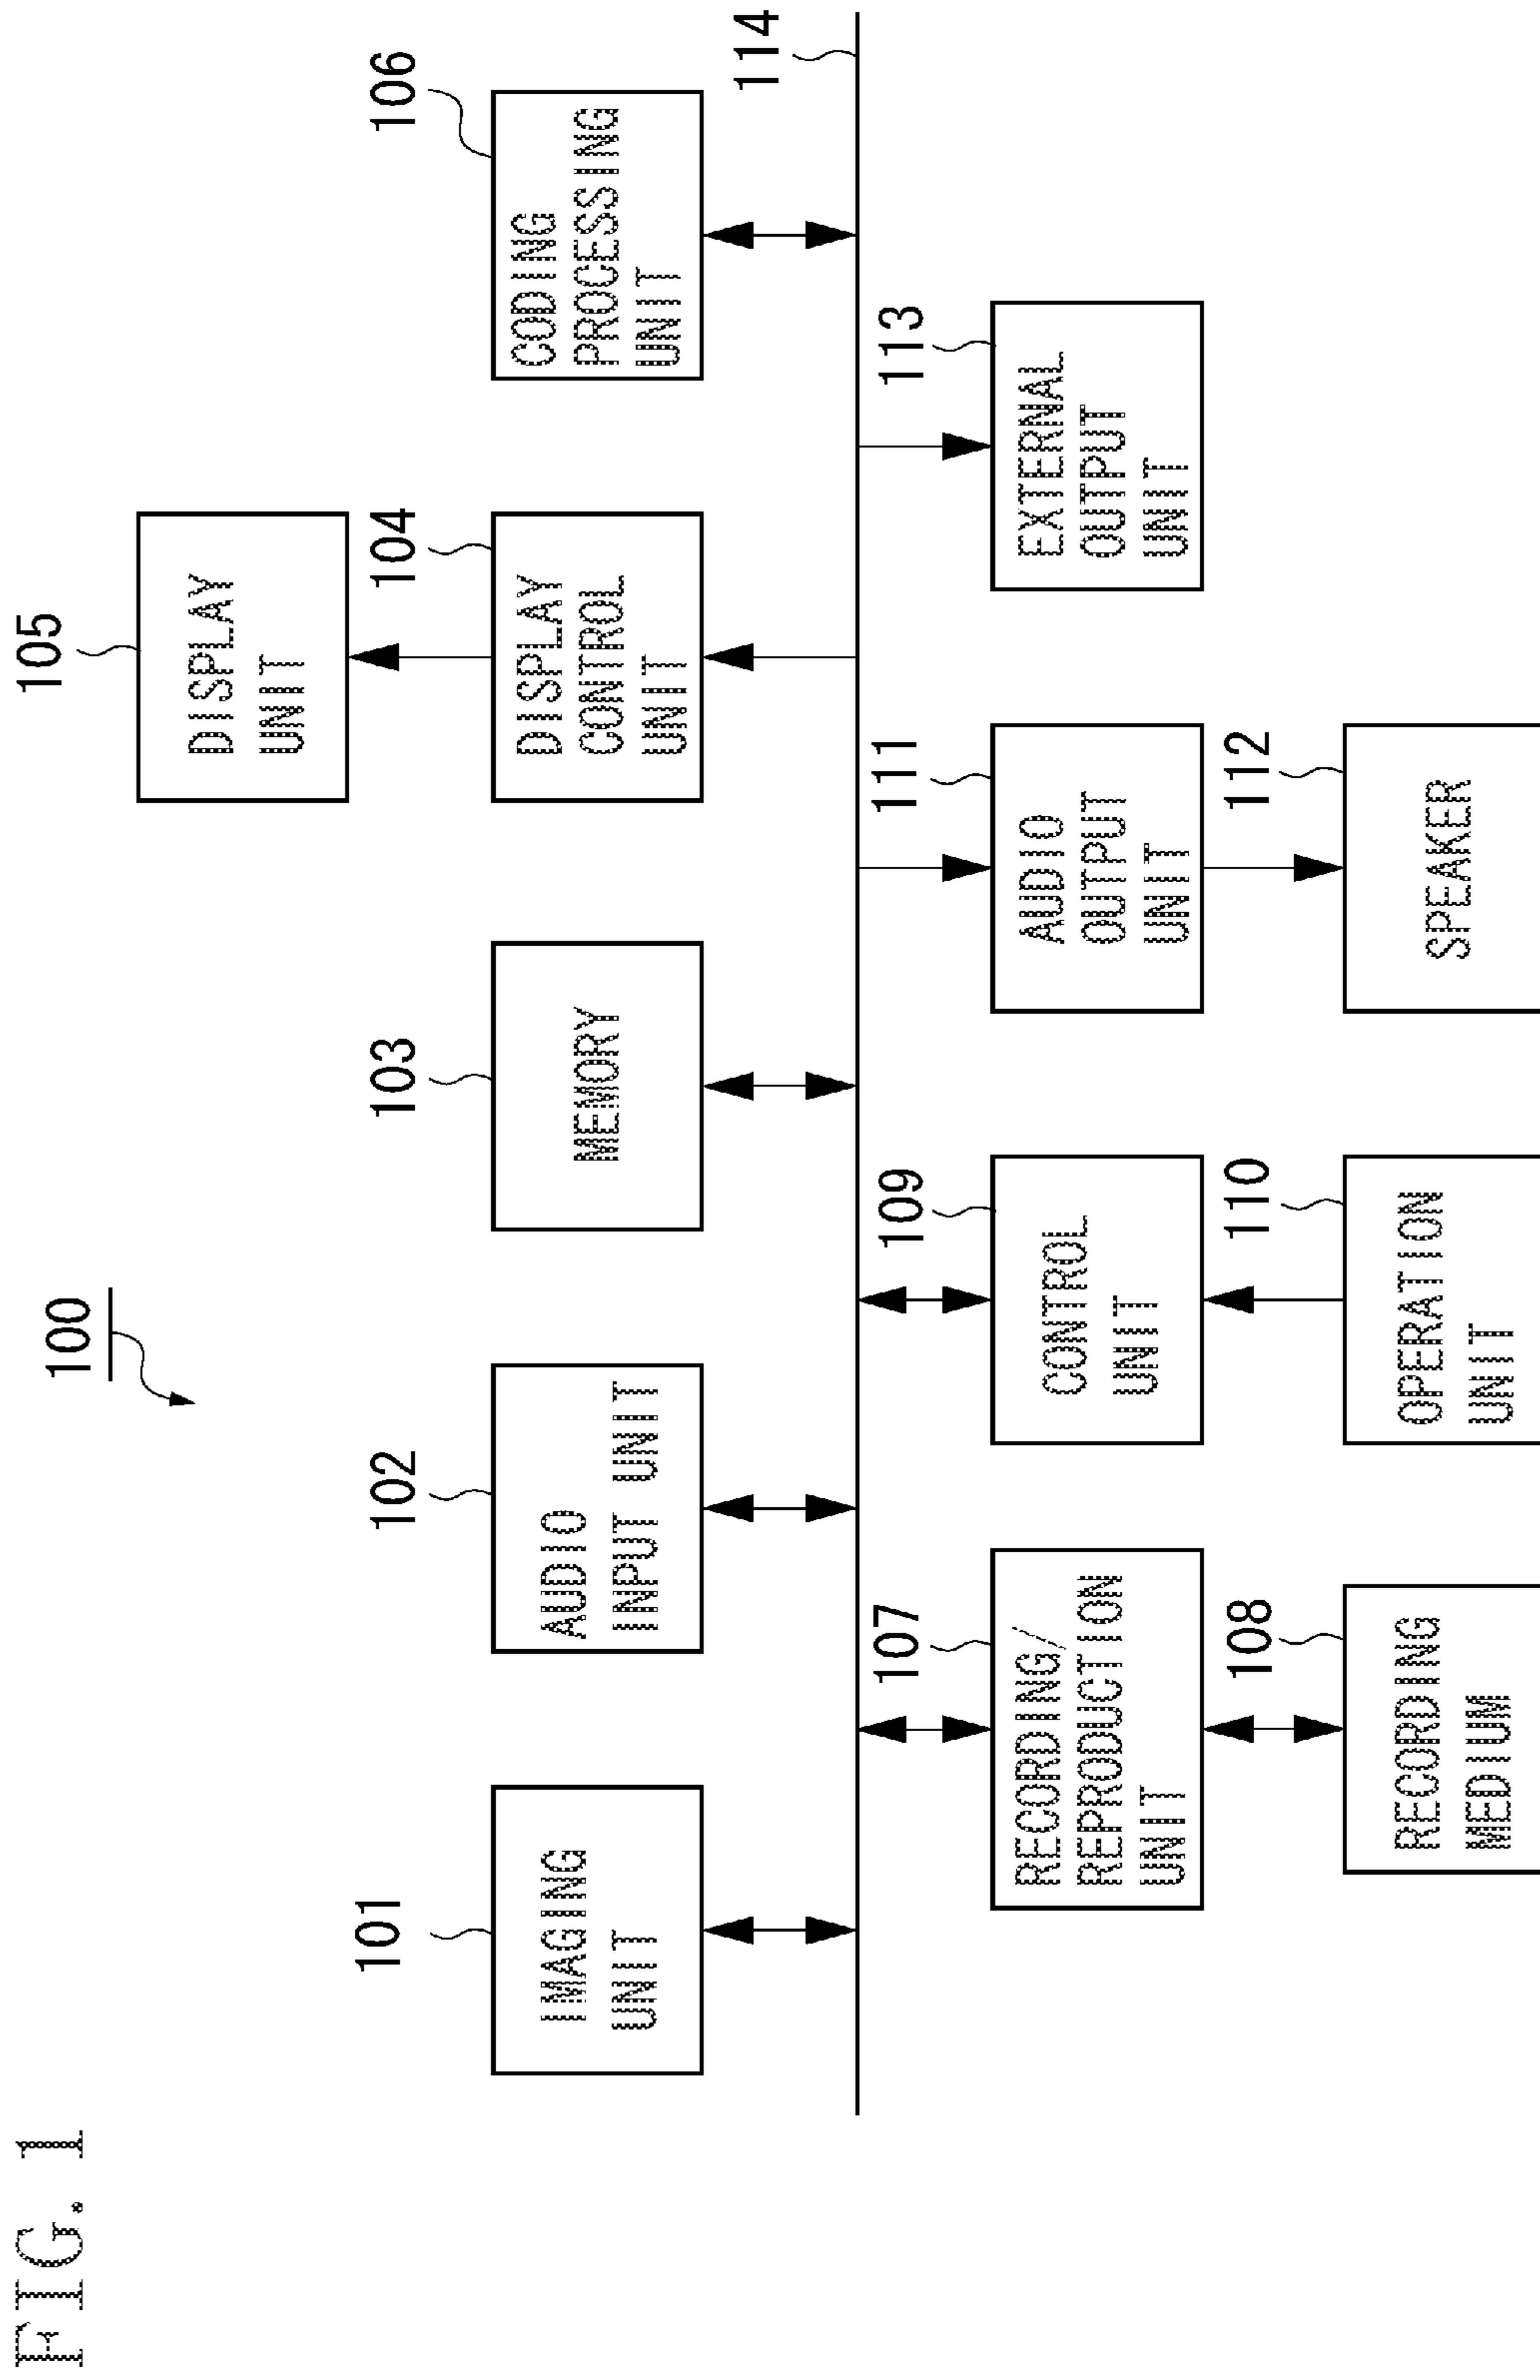 FIG. 1
100
105
DISPLAY
UNIT
101
102
103
104
106
IMAGING
UNIT
AUDIO
INPUT UNIT
MEMORY
DISPLAY
CONTROL
UNIT
CODING
PROCESSING
UNIT
114
107
109
111
113
RECORDING/
REPRODUCTION
UNIT
CONTROL
UNIT
AUDIO
OUTPUT
UNIT
EXTERNAL
OUTPUT
UNIT
108
110
112
RECORDING
MEDIUM
OPERATION
UNIT
SPEAKER